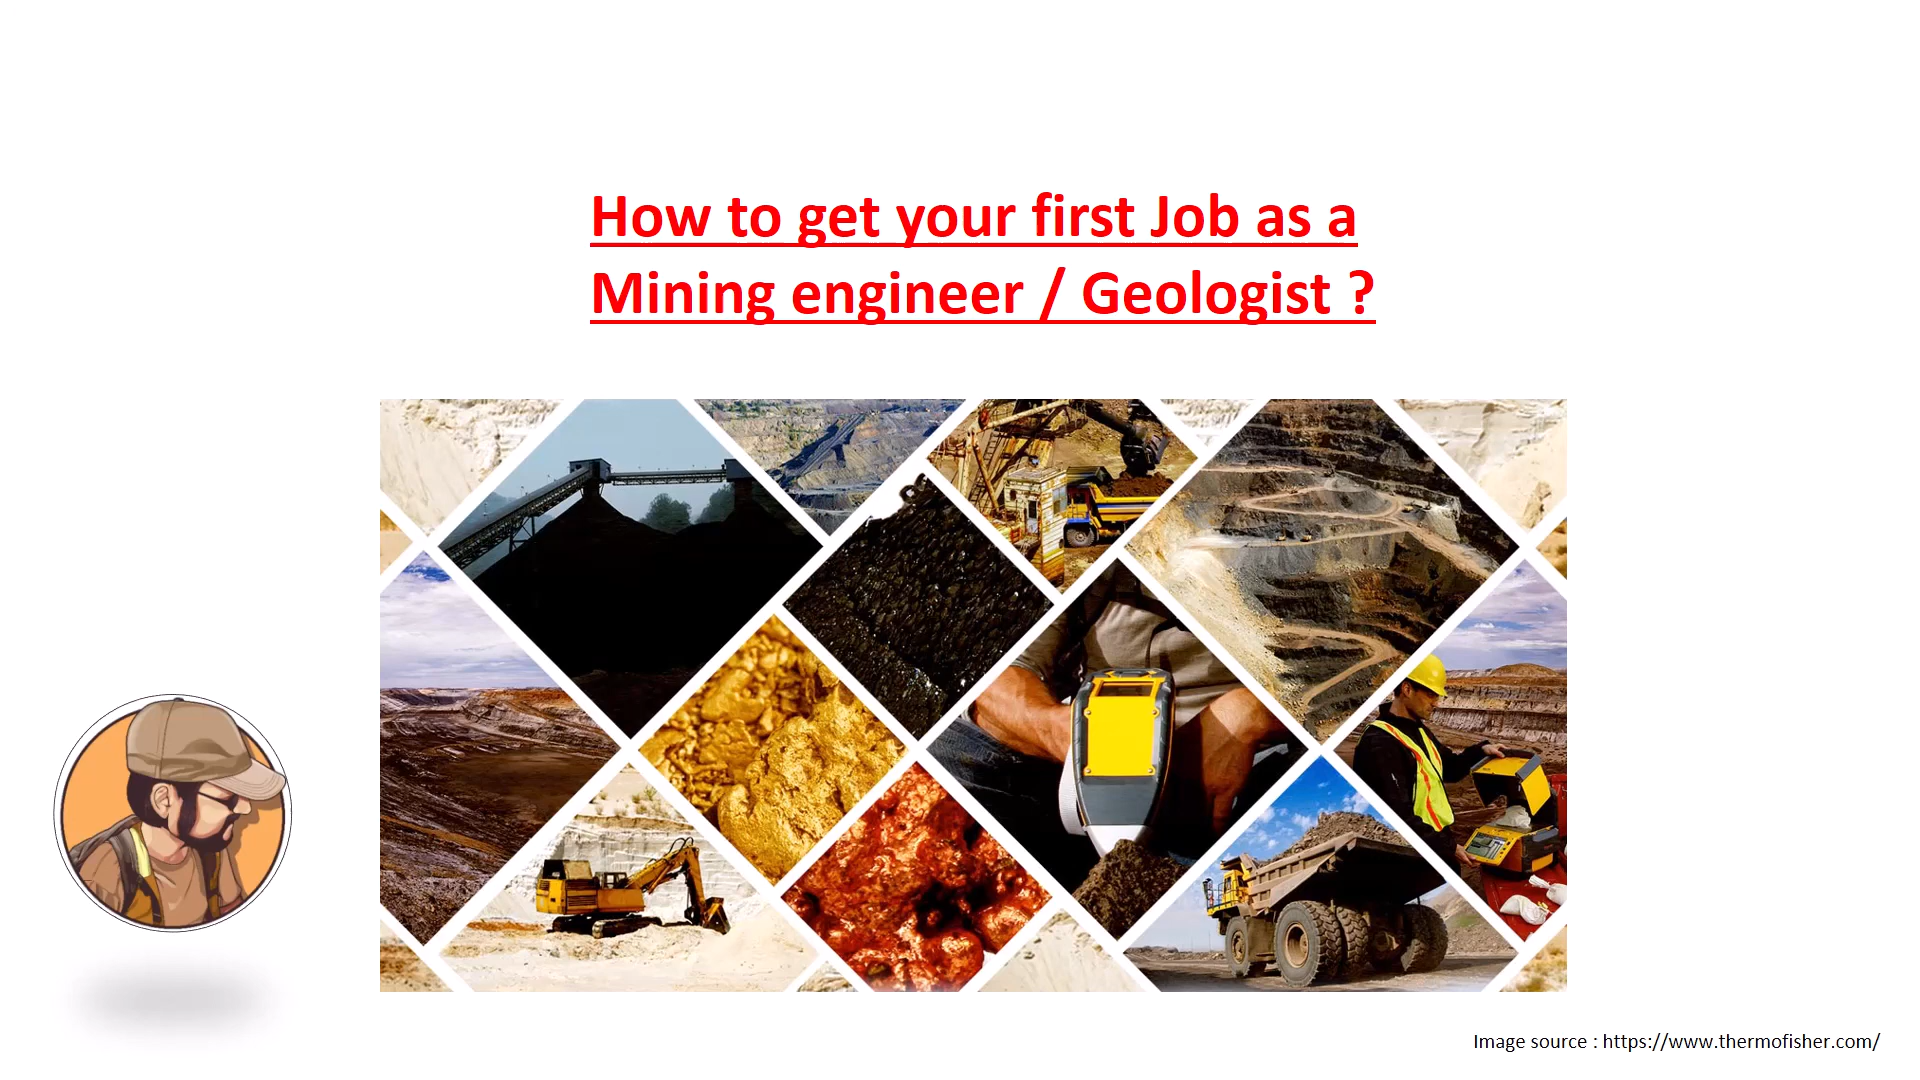 How to get your first Job as a
Mining engineer / Geologist ?
Image source : https://www.thermofisher.com/